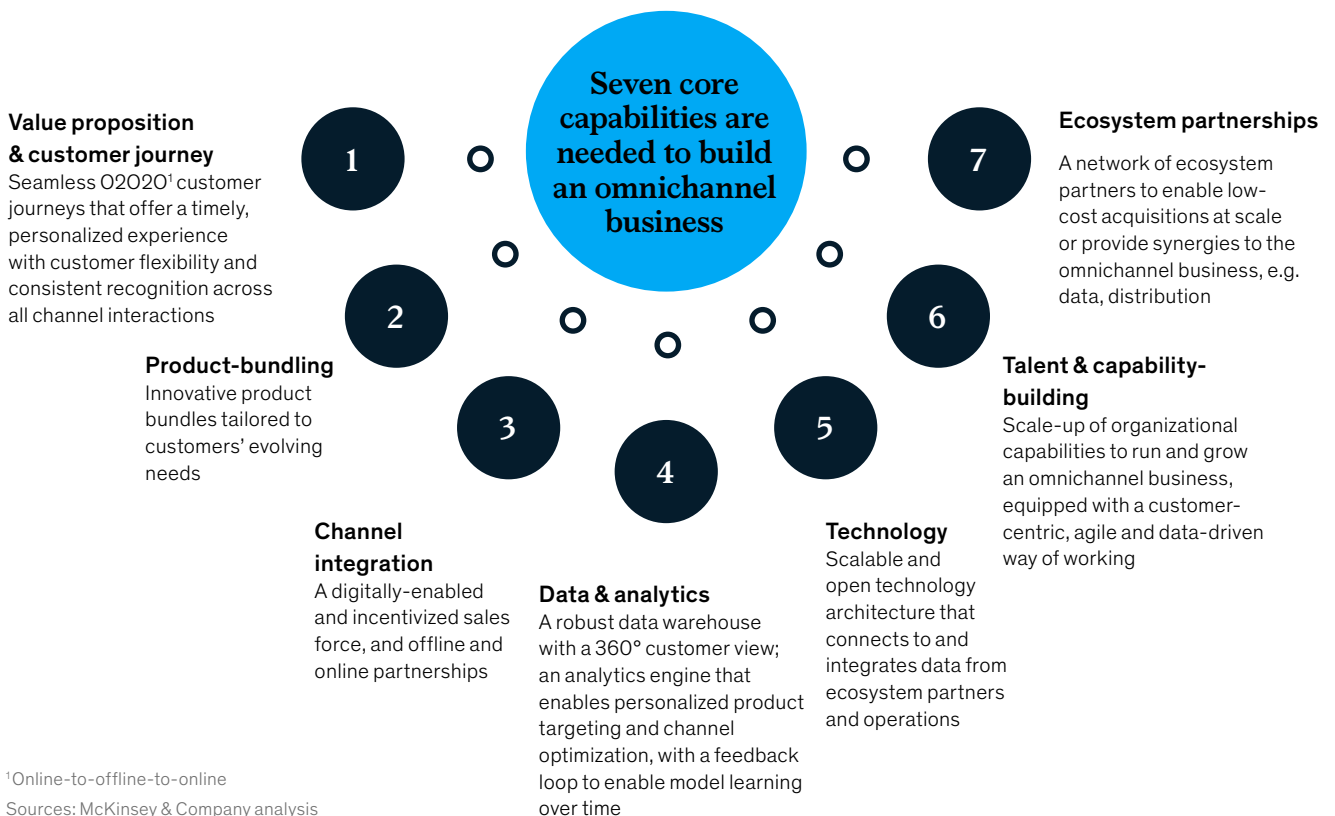 Seven core
capabilities are
needed to build
an omnichannel
business
1
Value proposition
& customer journey
Seamless O2O2O¹ customer
journeys that offer a timely,
personalized experience
with customer flexibility and
consistent recognition across
all channel interactions
2
Product-bundling
Innovative product
bundles tailored to
customers’ evolving
needs
3
Channel
integration
A digitally-enabled
and incentivized sales
force, and offline and
online partnerships
4
Data & analytics
A robust data warehouse
with a 360° customer view;
an analytics engine that
enables personalized product
targeting and channel
optimization, with a feedback
loop to enable model learning
over time
5
Technology
Scalable and
open technology
architecture that
connects to and
integrates data from
ecosystem partners
and operations
6
Talent & capability-
building
Scale-up of organizational
capabilities to run and grow
an omnichannel business,
equipped with a customer-
centric, agile and data-driven
way of working
7
Ecosystem partnerships
A network of ecosystem
partners to enable low-
cost acquisitions at scale
or provide synergies to the
omnichannel business, e.g.
data, distribution
¹Online-to-offline-to-online
Sources: McKinsey & Company analysis